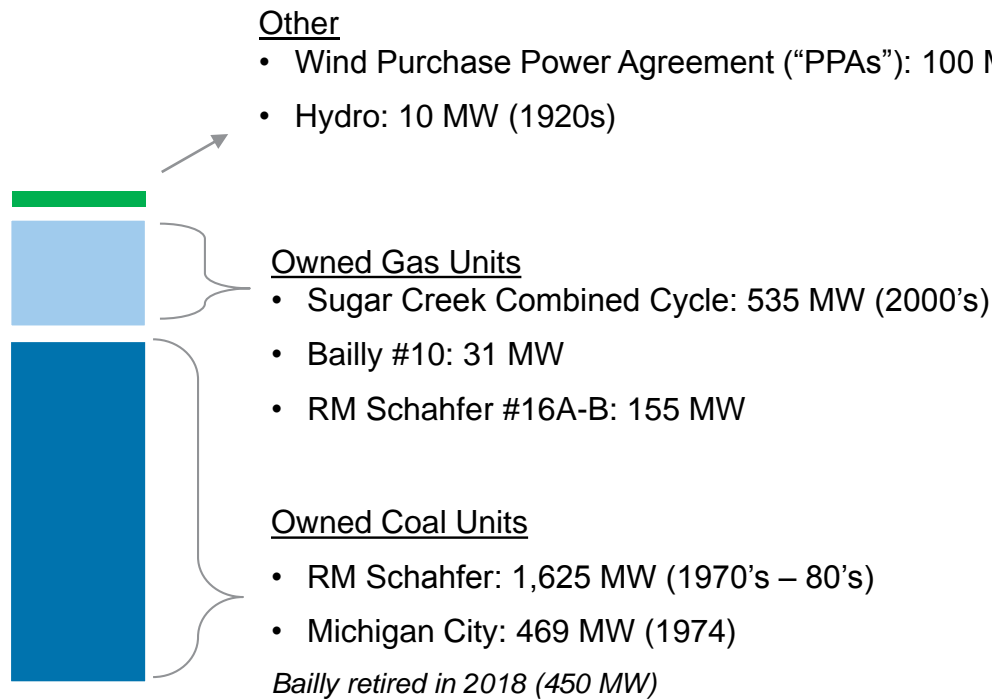 Other
• Wind Purchase Power Agreement (“PPAs”): 100
• Hydro: 10 MW (1920s)
Owned Gas Units
• Sugar Creek Combined Cycle: 535 MW (2000’s)
• Bailly #10: 31 MW
• RM Schahfer #16A-B: 155 MW
Owned Coal Units
• RM Schahfer: 1,625 MW (1970’s – 80’s)
• Michigan City: 469 MW (1974)
Bailly retired in 2018 (450 MW)